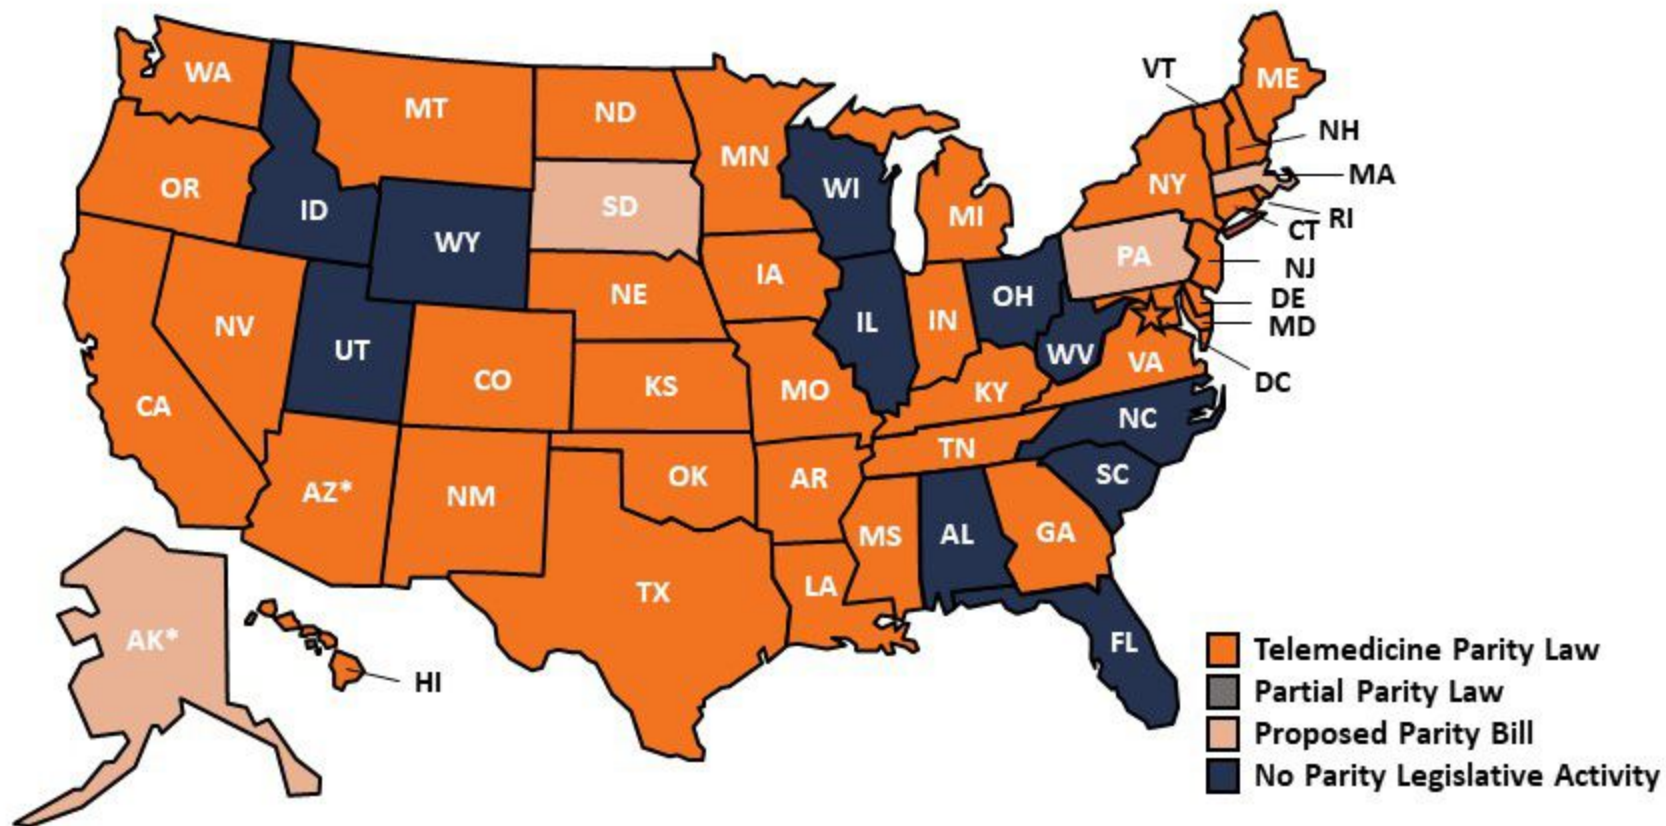 WA
MT
ND
MN
VT
ME
NH
MA
RI
CT
NJ
DE
MD
DC
OR
ID
WY
SD
WI
MI
NY
PA
NV
UT
CO
NE
IA
IL
IN
OH
WV
VA
CA
KS
MO
KY
NC
AZ*
NM
OK
AR
TN
SC
MS
AL
GA
TX
LA
FL
AK*
HI
Telemedicine Parity Law
Partial Parity Law
Proposed Parity Bill
No Parity Legislative Activity